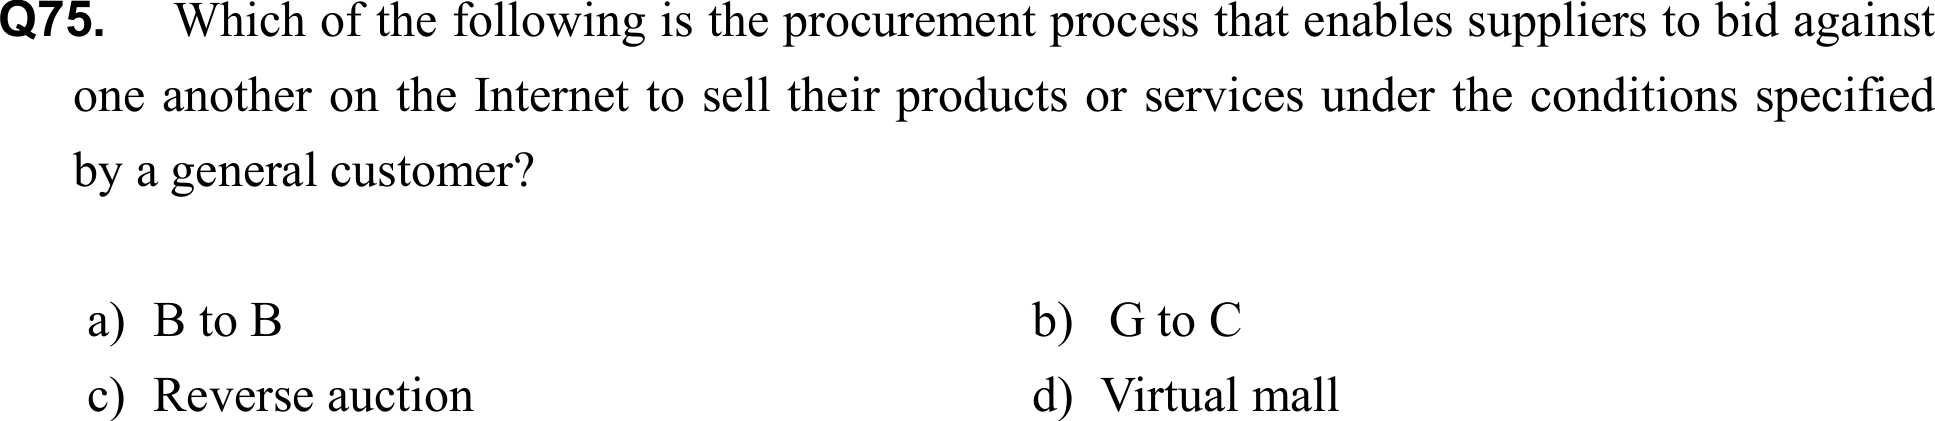 Q75. Which of the following is the procurement process that enables suppliers to bid against
one another on the Internet to sell their products or services under the conditions specified
by a general customer?
a) B to B b) G to C
c) Reverse auction d) Virtual mall